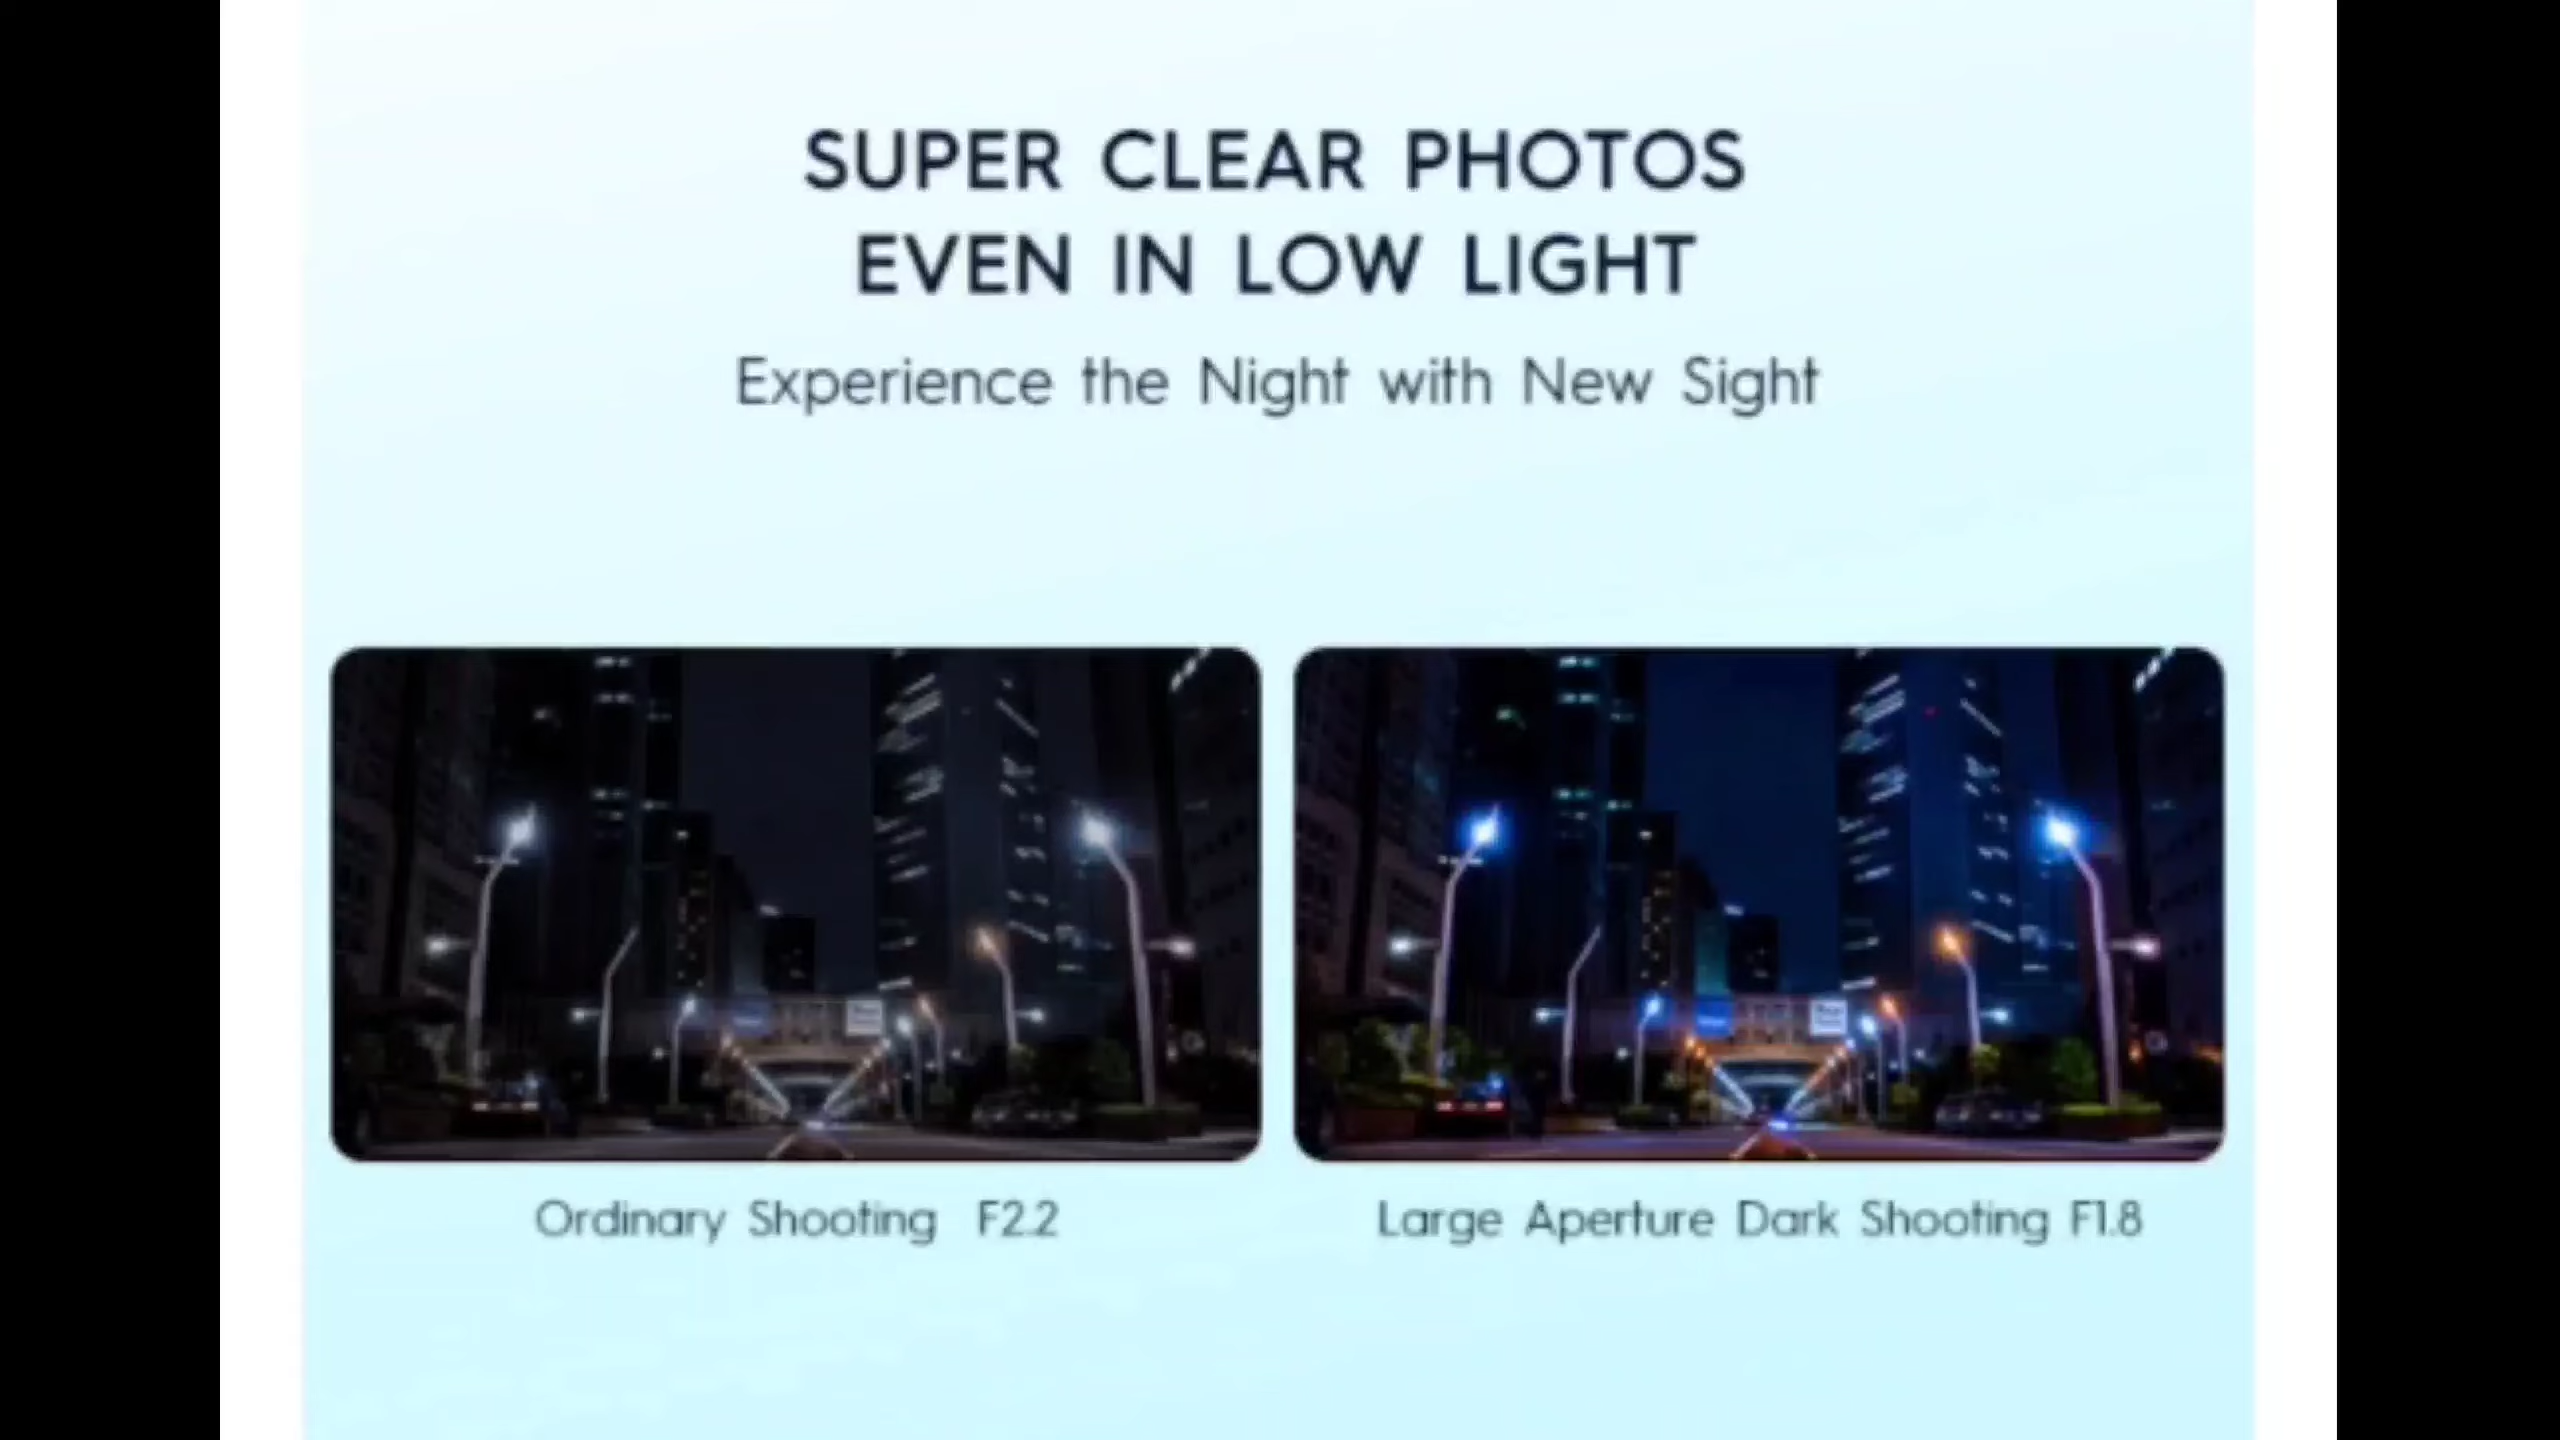 SUPER CLEAR PHOTOS
EVEN IN LOW LIGHT
Experience the Night with New Sight
Ordinary Shooting F2.2
Large Aperture Dark Shooting F1.8